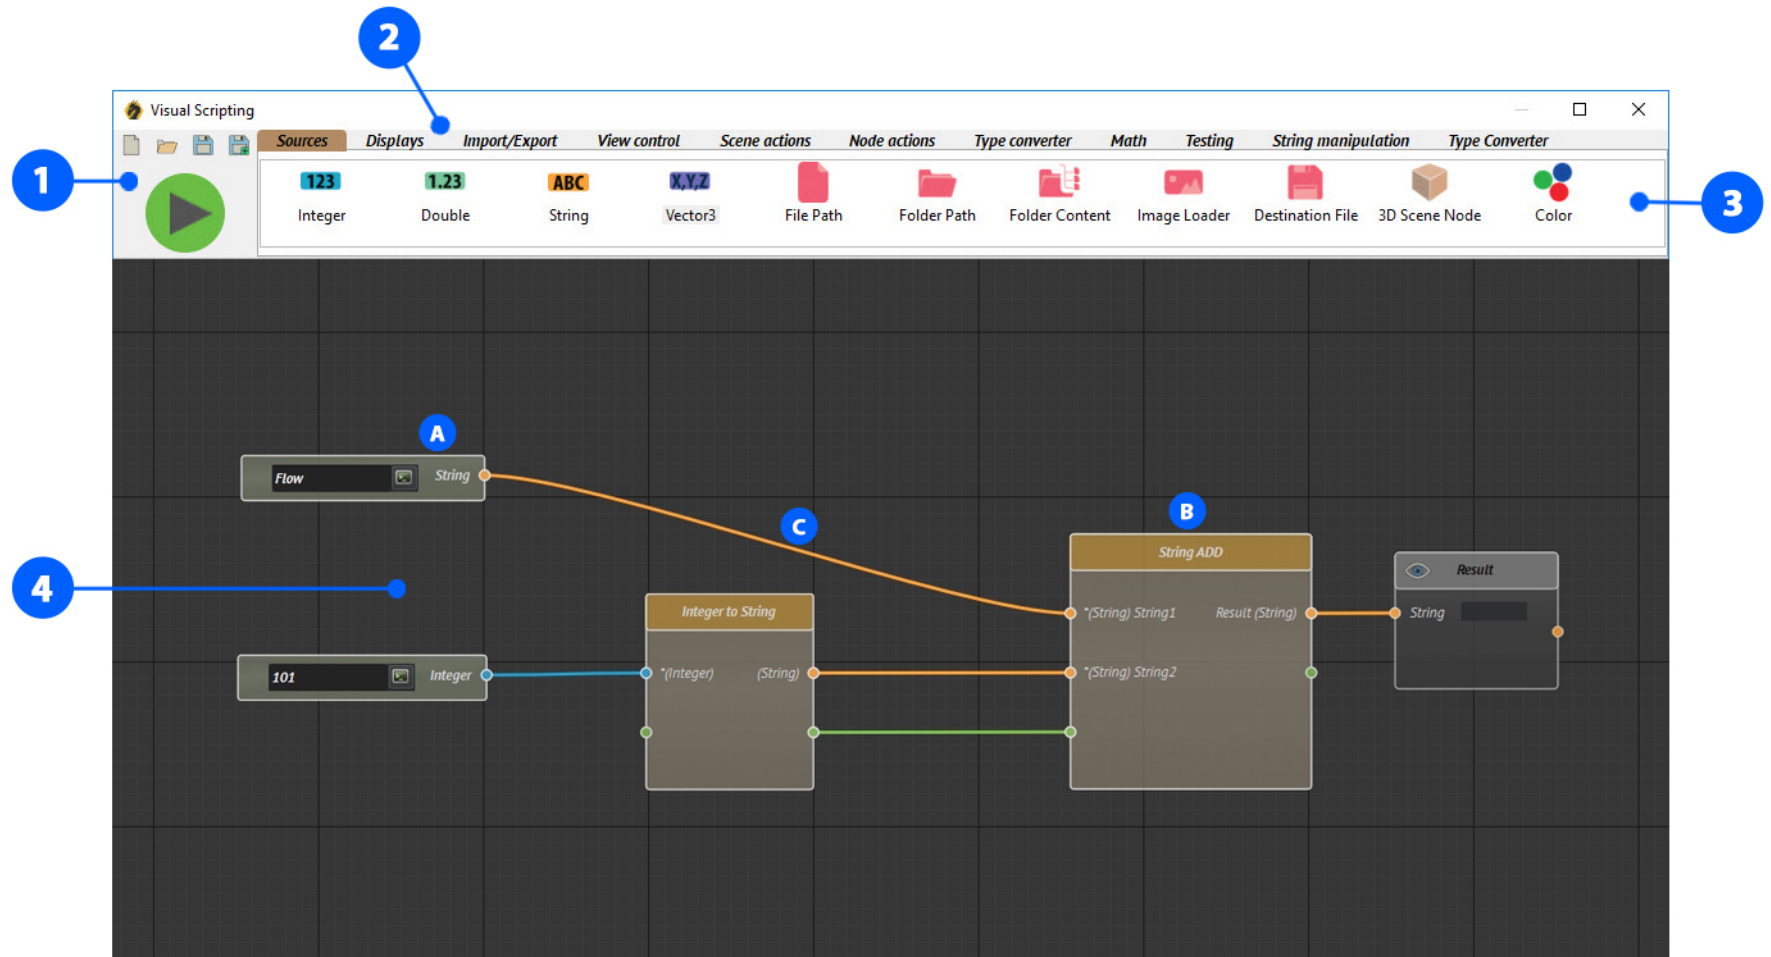 2
Visual Scripting
Sources Displays Import/Export View control Scene actions Node actions Type converter Math Testing String manipulation Type Converter
1
123 1.23 ABC X,Y,Z
Integer Double String Vector3 File Path Folder Path Folder Content Image Loader Destination File 3D Scene Node Color
3
A
Flow String
C
B
String ADD
Result
4
Integer to String
*(String) String1 Result (String)
String
101 Integer
*(Integer) (String)
*(String) String2